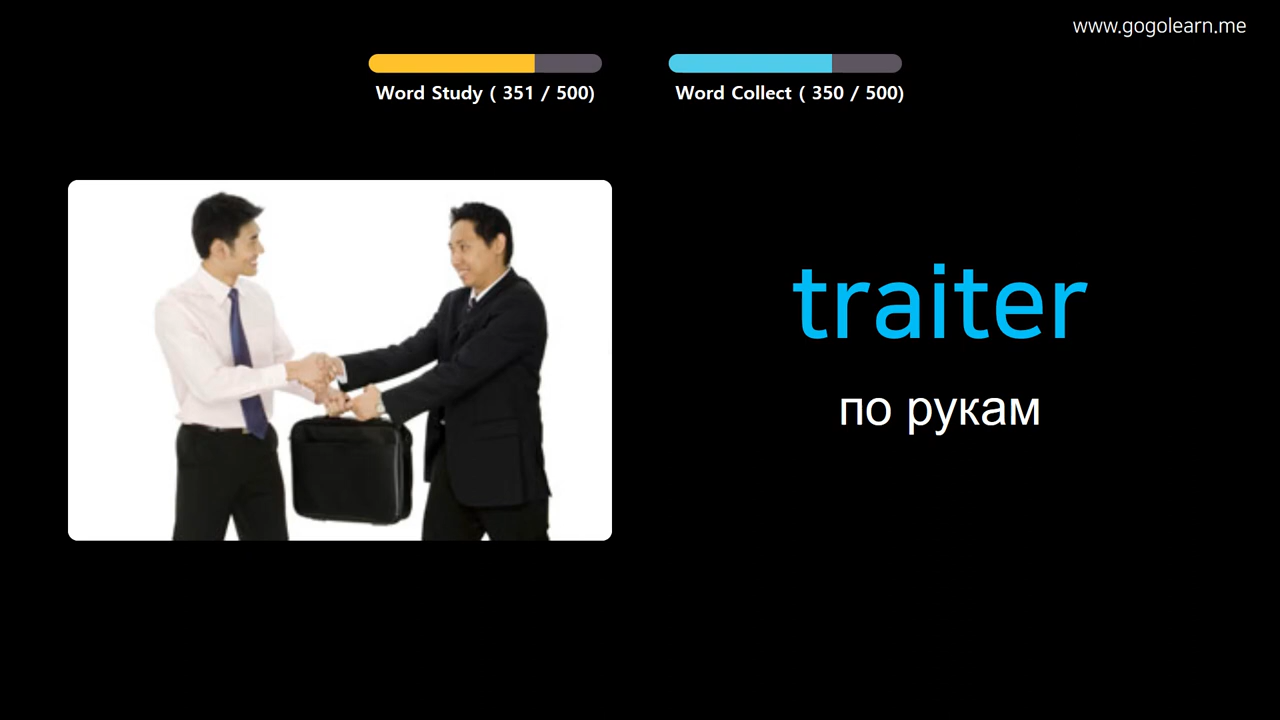 www.gogolearn.me
Word Study ( 351 / 500)
Word Collect ( 350 / 500)
traiter
по рукам